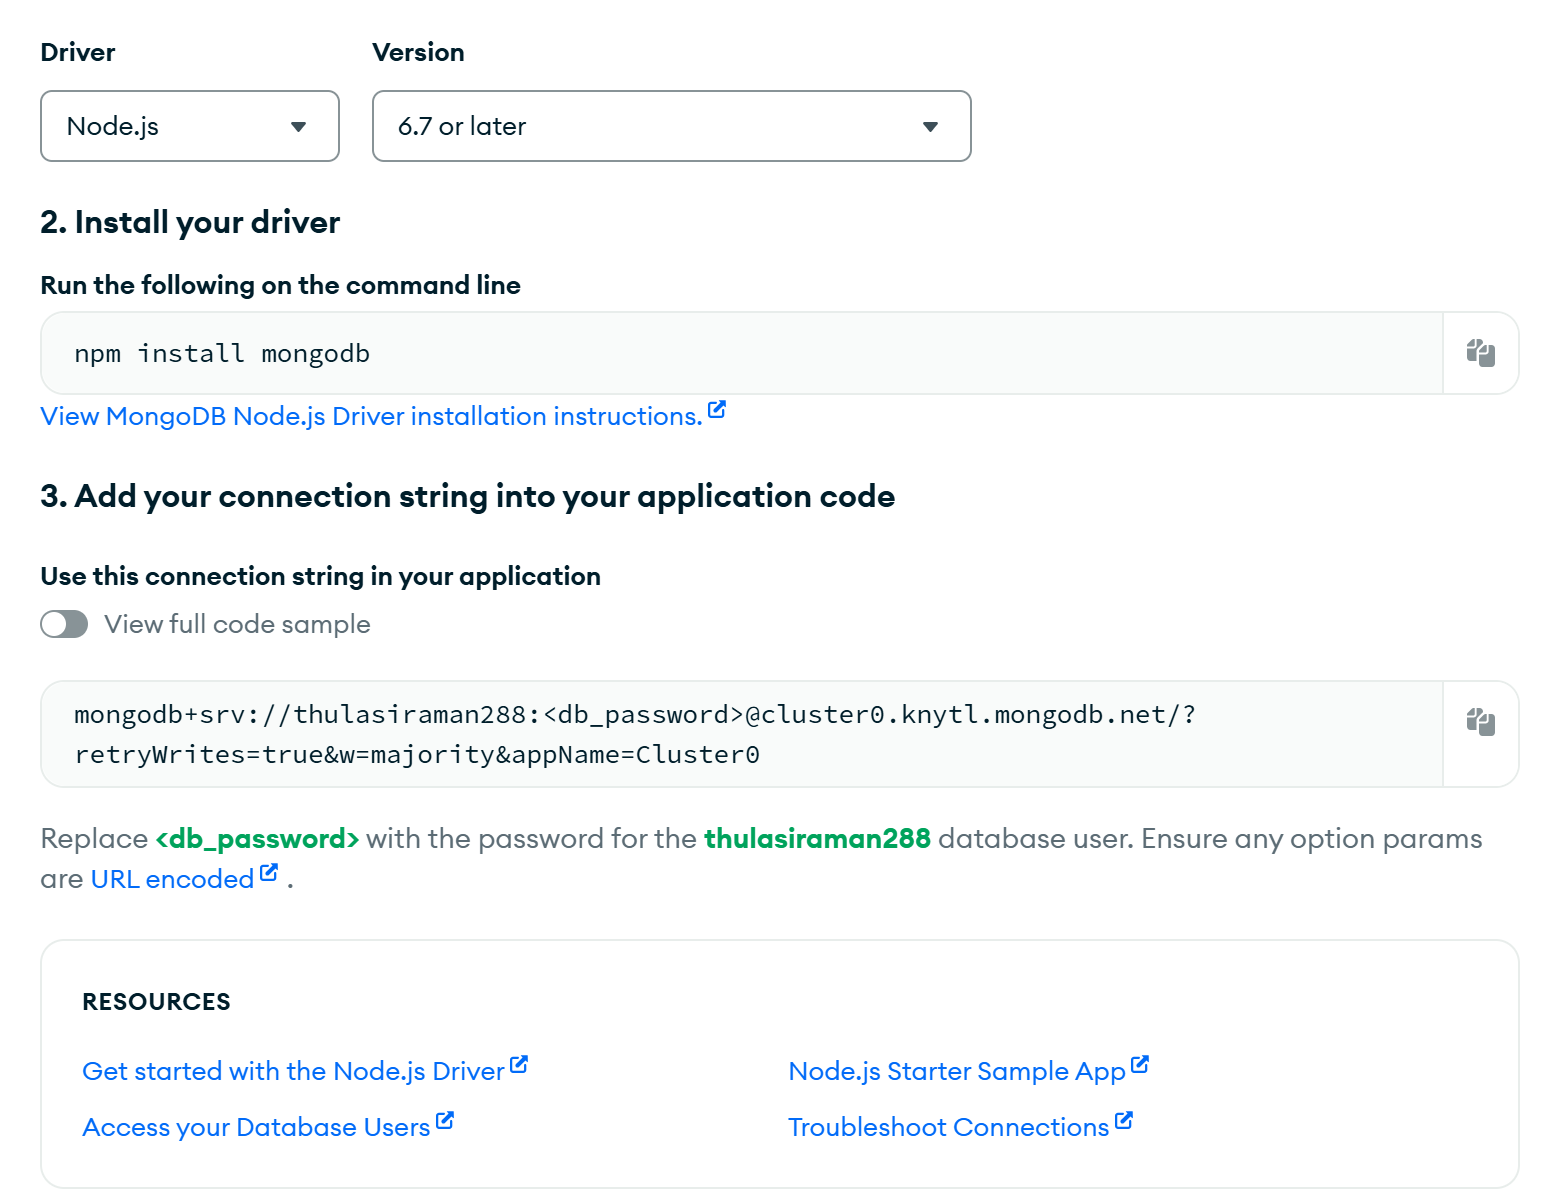 Driver
Version
Node.js
6.7 or later
2. Install your driver
Run the following on the command line
npm install mongodb
View MongoDB Node.js Driver installation instructions.
3. Add your connection string into your application code
Use this connection string in your application
View full code sample
mongodb+srv://thulasiraman288:<db_password>@cluster0.knytl.mongodb.net/?
retryWrites=true&w=majority&appName=Cluster0
Replace <db_password> with the password for the thulasiraman288 database user. Ensure any option params
are URL encoded .
RESOURCES
Get started with the Node.js Driver
Node.js Starter Sample App
Access your Database Users
Troubleshoot Connections